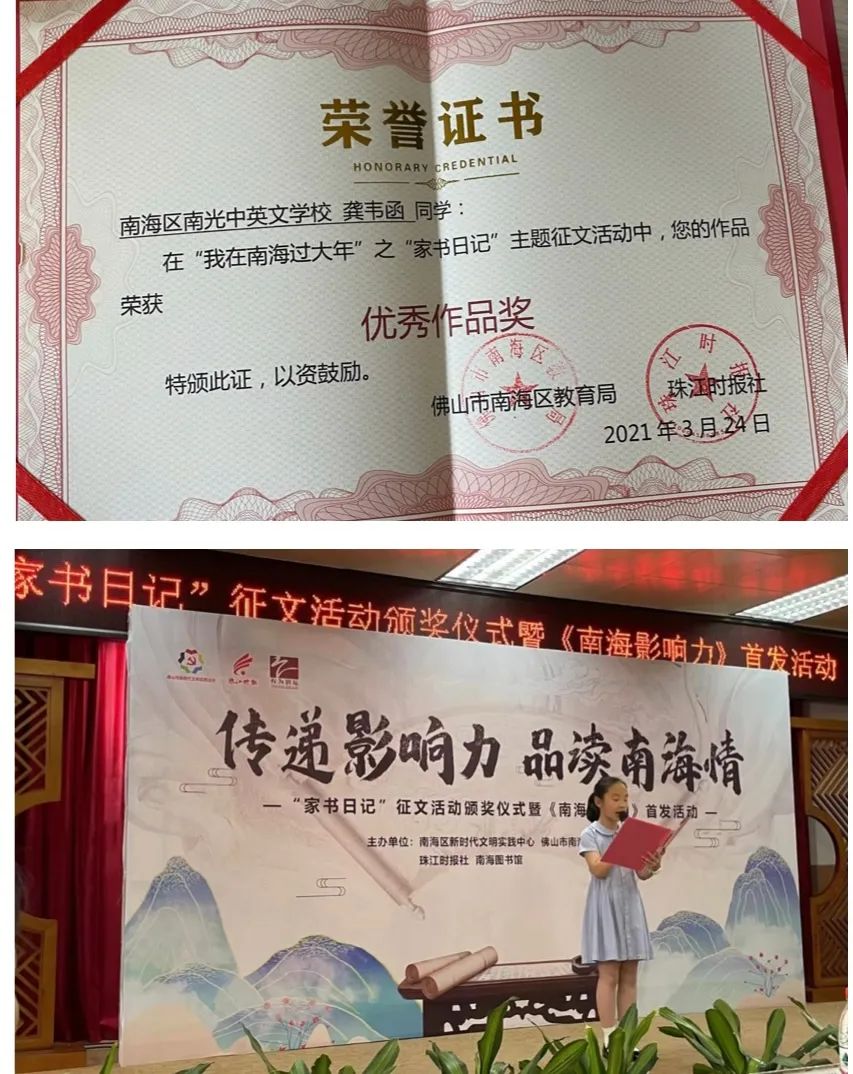 荣誉证书
HONORARY CREDENTIAL
南海区南光中英文学校 龚韦函 同学：
在“我在南海过大年”之“家书日记”主题征文活动中，您的作品
荣获
优秀作品奖
特颁此证，以资鼓励。
佛山市南海区教育局 珠江时报社
2021年3月24日
家书日记”征文活动颁奖仪式暨《南海影响力》首发活动
珠江时报
传递影响力 品读南海情
—“家书日记”征文活动颁奖仪式暨《南海 》首发活动—
主办单位：南海区新时代文明实践中心 佛山市南
珠江时报社 南海图书馆